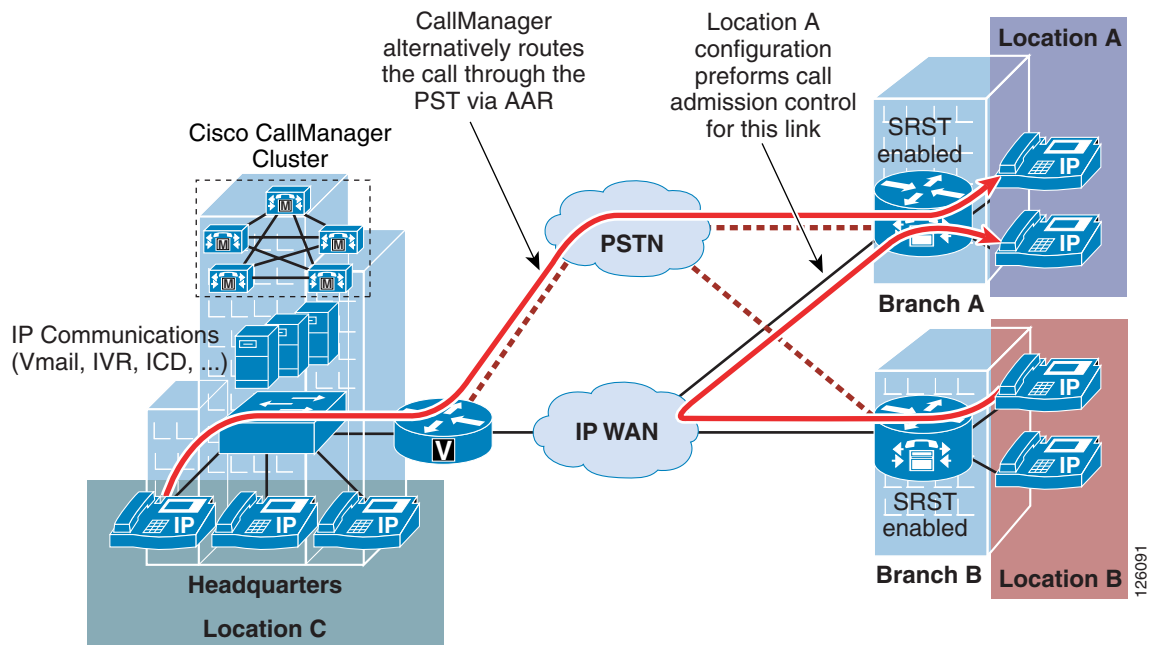 CallManager
alternatively routes
the call through the
PST via AAR
Location A
configuration
preforms call
admission control
for this link
Location A
Cisco CallManager
Cluster
M
M
M
M
M
SRST
enabled
IP
IP
PSTN
Branch A
IP Communications
(Vmail, IVR, ICD, ...)
IP
IP WAN
V
IP
SRST
enabled
IP
IP
IP
Branch B
Location B
Headquarters
Location C
126091